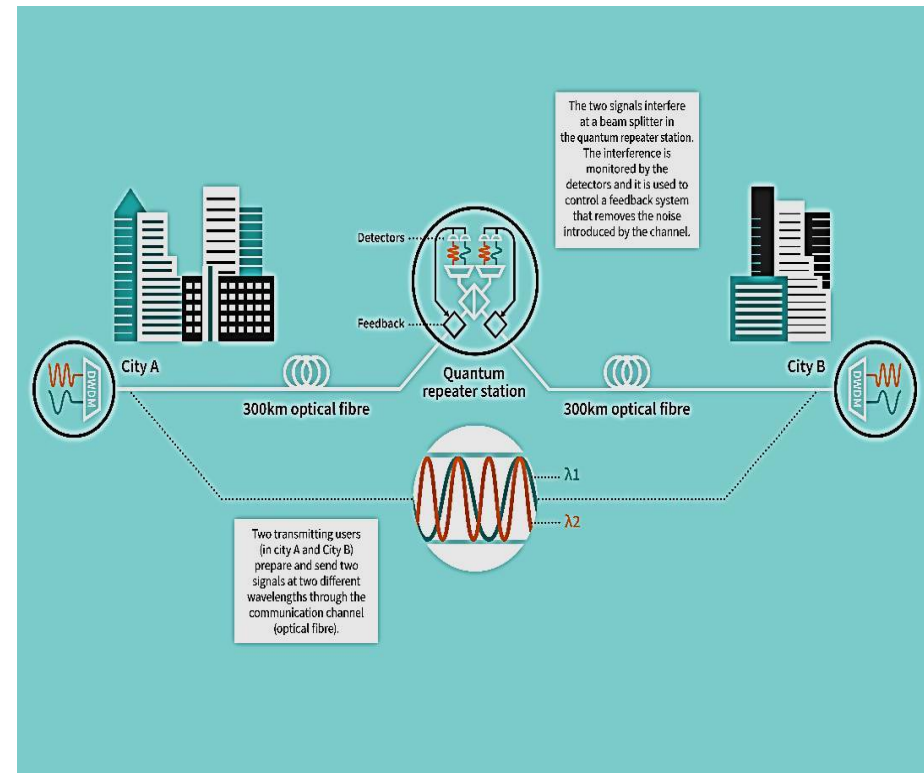 The two signals interfere
at a beam splitter in
the quantum repeater station.
The interference is
monitored by the
detectors and it is used to
control a feedback system
that removes the noise
introduced by the channel.
Detectors
Feedback
City A
Quantum
repeater station
City B
DWDM
300km optical fibre
300km optical fibre
DWDM
λ1
λ2
Two transmitting users
(in city A and City B)
prepare and send two
signals at two different
wavelengths through the
communication channel
(optical fibre).